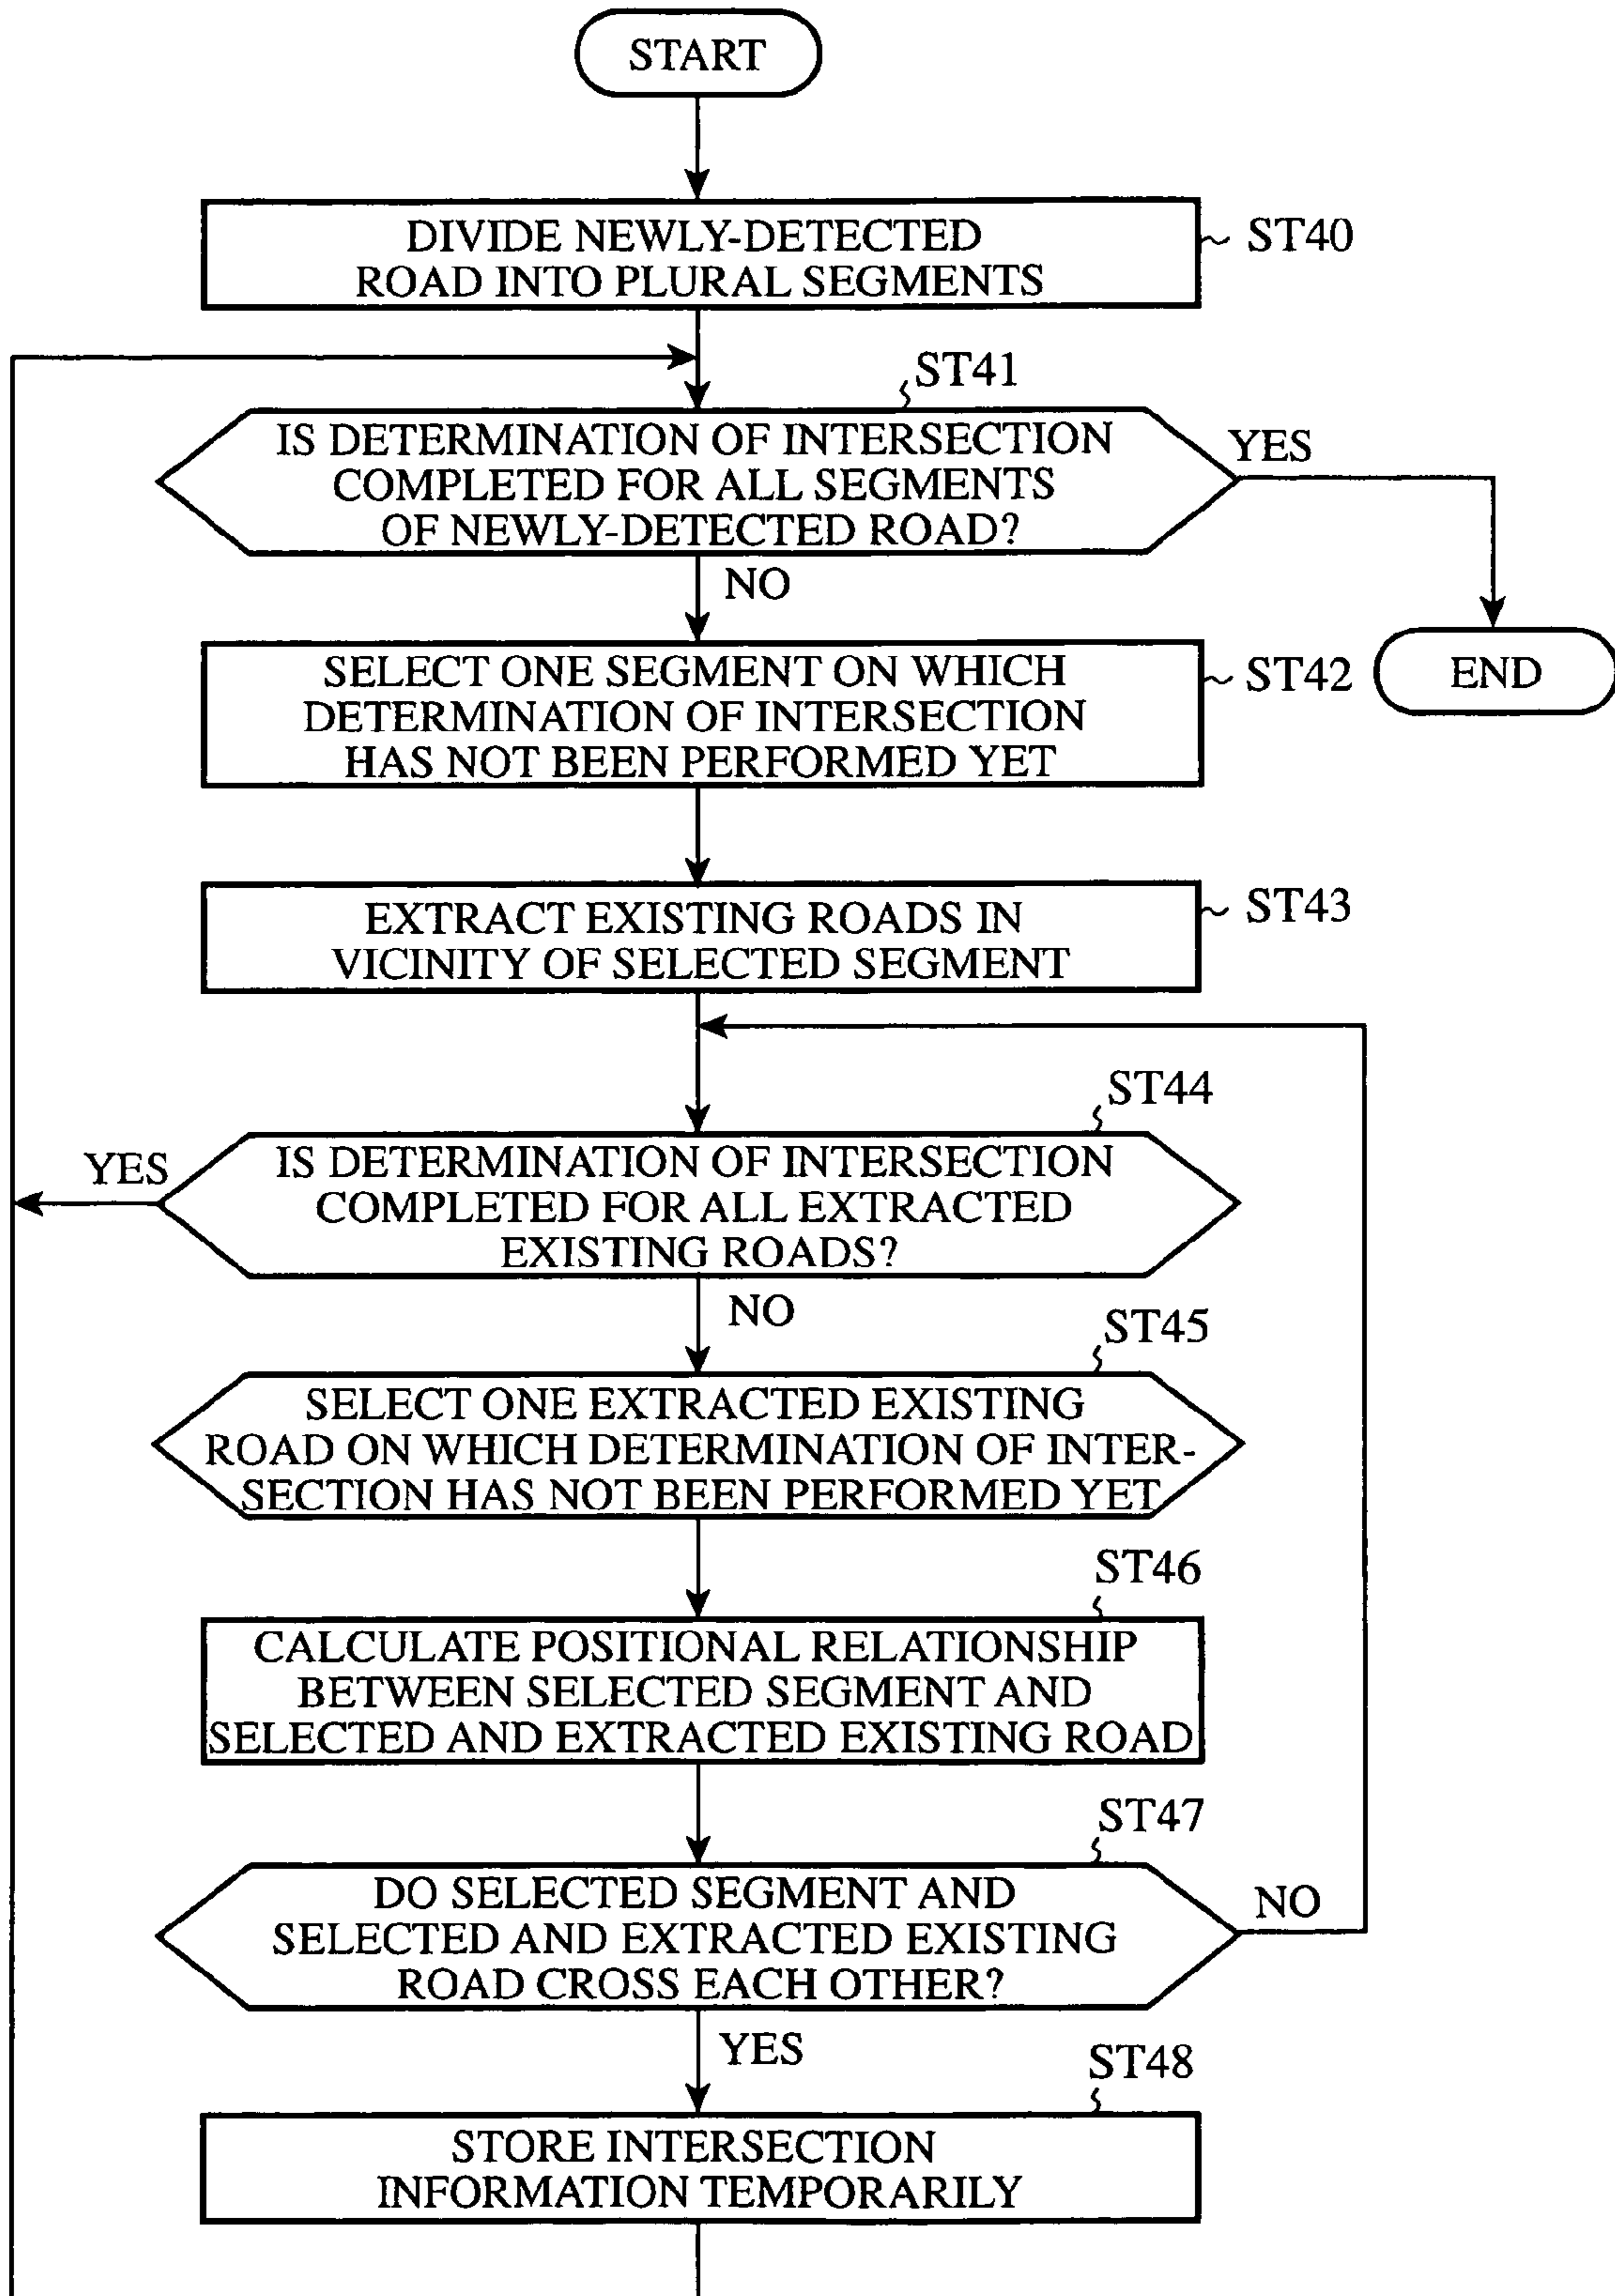 START
DIVIDE NEWLY-DETECTED
ROAD INTO PLURAL SEGMENTS
ST40
ST41
IS DETERMINATION OF INTERSECTION
COMPLETED FOR ALL SEGMENTS
OF NEWLY-DETECTED ROAD?
YES
NO
SELECT ONE SEGMENT ON WHICH
DETERMINATION OF INTERSECTION
HAS NOT BEEN PERFORMED YET
ST42
END
EXTRACT EXISTING ROADS IN
VICINITY OF SELECTED SEGMENT
ST43
ST44
YES
IS DETERMINATION OF INTERSECTION
COMPLETED FOR ALL EXTRACTED
EXISTING ROADS?
NO
ST45
SELECT ONE EXTRACTED EXISTING
ROAD ON WHICH DETERMINATION OF INTER-
SECTION HAS NOT BEEN PERFORMED YET
ST46
CALCULATE POSITIONAL RELATIONSHIP
BETWEEN SELECTED SEGMENT AND
SELECTED AND EXTRACTED EXISTING ROAD
ST47
DO SELECTED SEGMENT AND
SELECTED AND EXTRACTED EXISTING
ROAD CROSS EACH OTHER?
NO
YES
ST48
STORE INTERSECTION
INFORMATION TEMPORARILY